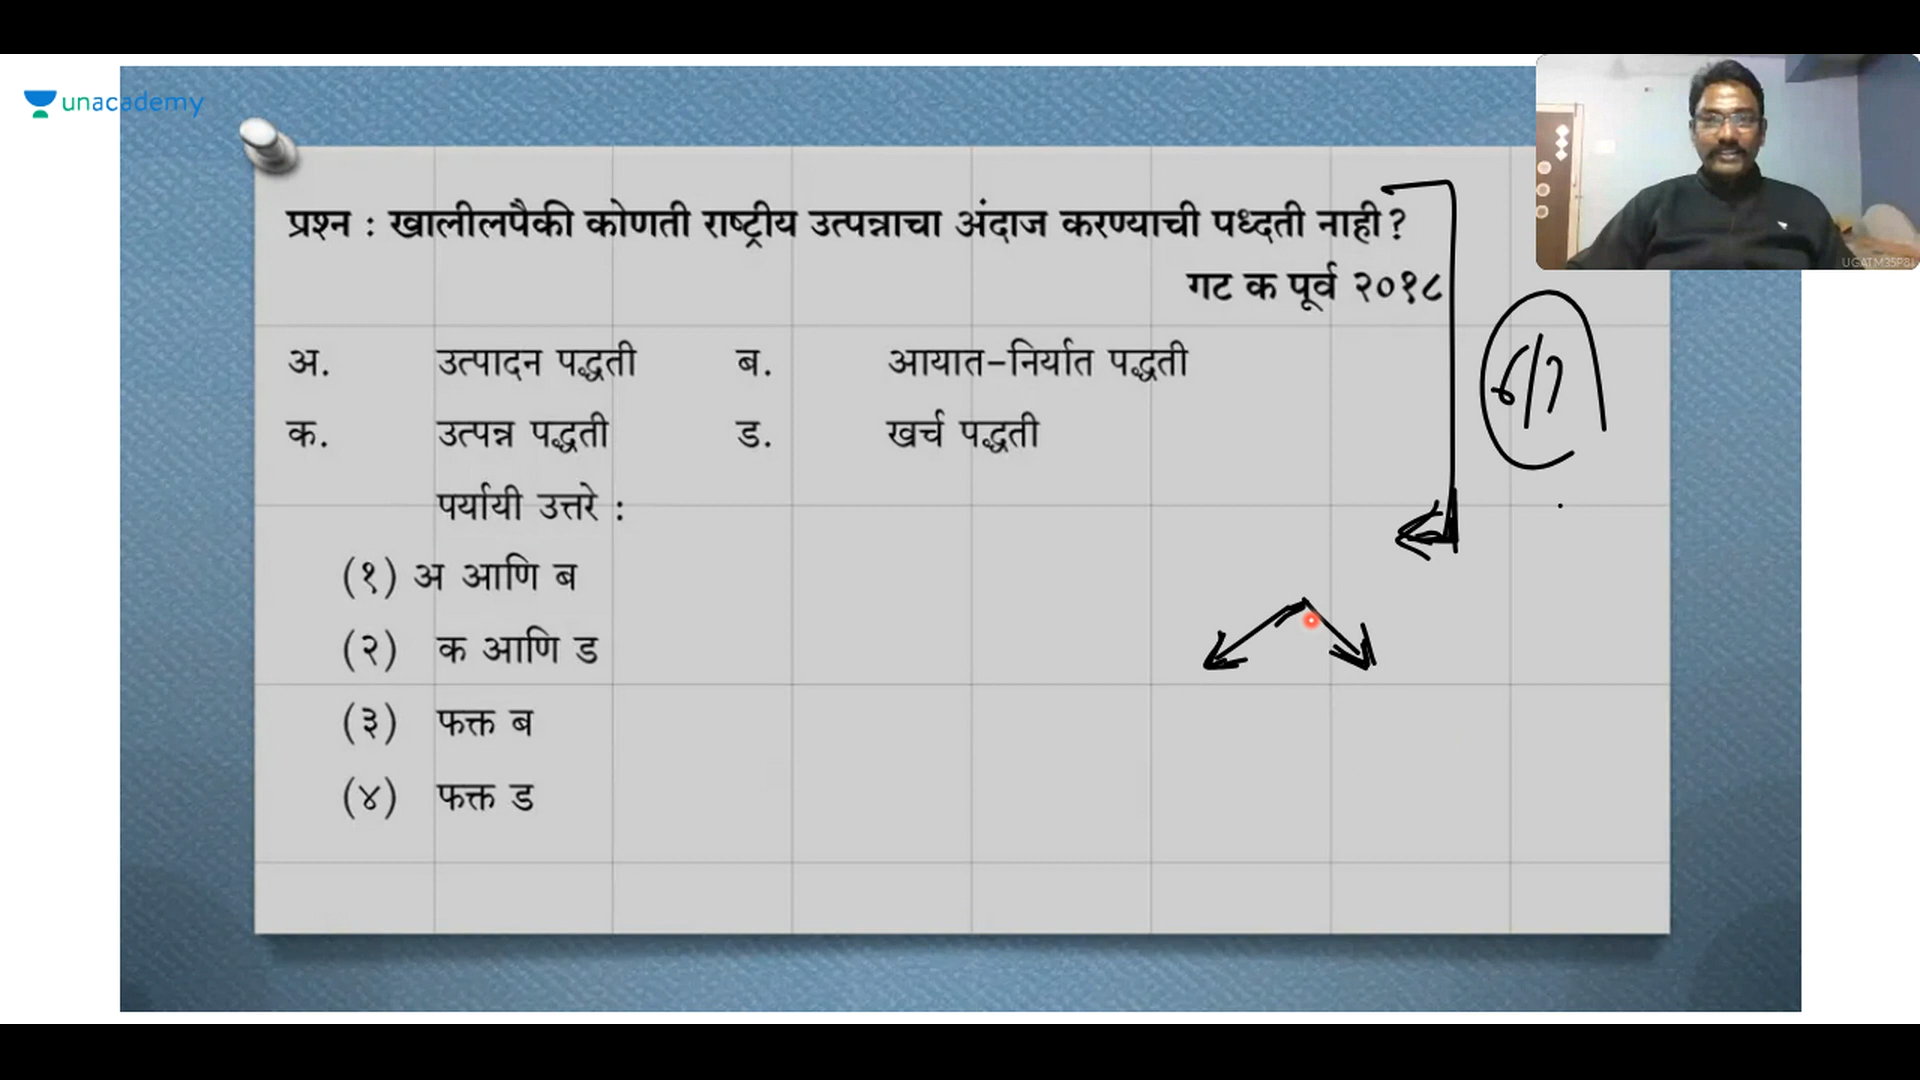 unacademy
प्रश्न : खालीलपैकी कोणती राष्ट्रीय उत्पन्नाचा अंदाज करण्याची पध्दती नाही?
गट क पूर्व २०१८
अ. उत्पादन पद्धती ब. आयात-निर्यात पद्धती
क. उत्पन्न पद्धती ड. खर्च पद्धती
पर्यायी उत्तरे :
(१) अ आणि ब
(२) क आणि ड
(३) फक्त ब
(४) फक्त ड